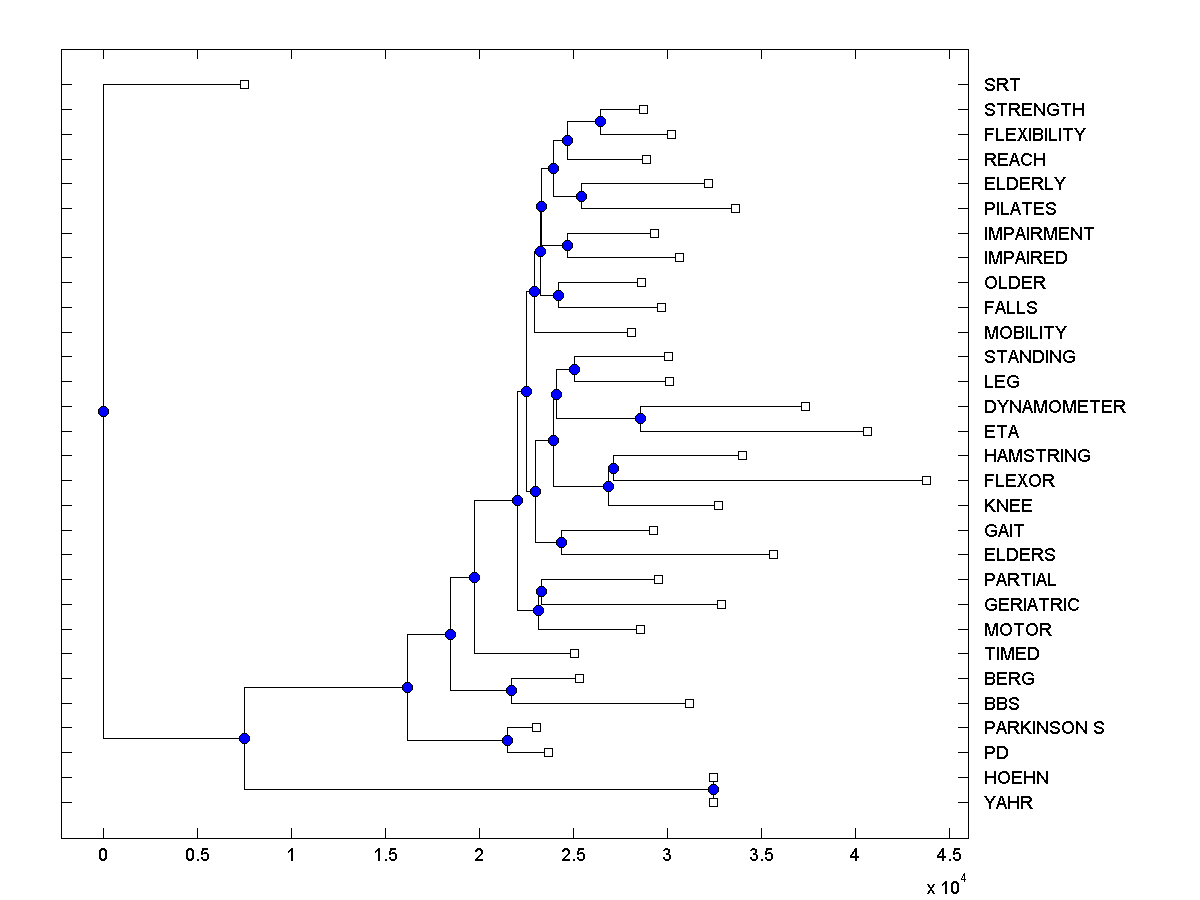 SRT
STRENGTH
FLEXIBILITY
REACH
ELDERLY
PILATES
IMPAIRMENT
IMPAIRED
OLDER
FALLS
MOBILITY
STANDING
LEG
DYNAMOMETER
ETA
HAMSTRING
FLEXOR
KNEE
GAIT
ELDERS
PARTIAL
GERIATRIC
MOTOR
TIMED
BERG
BBS
PARKINSON S
PD
HOEHN
YAHR
0 0.5 1 1.5 2 2.5 3 3.5 4 4.5
x 10^4